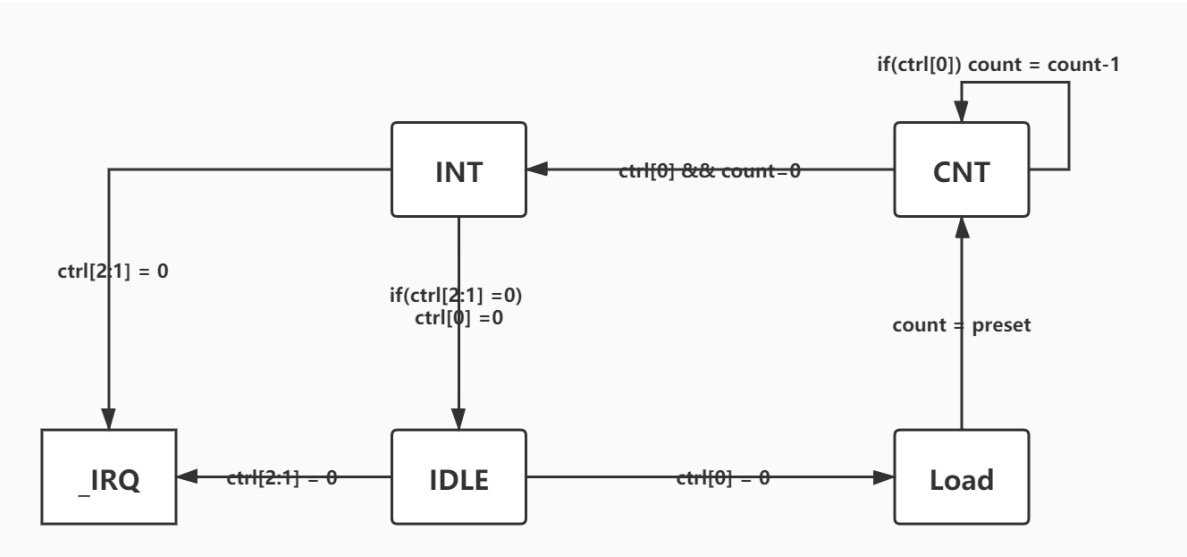 if(ctrl[0]) count = count-1
INT
ctrl[0] && count=0
CNT
ctrl[2:1] = 0
if(ctrl[2:1] =0)
ctrl[0] =0
count = preset
_IRQ
ctrl[2:1] = 0
IDLE
ctrl[0] = 0
Load